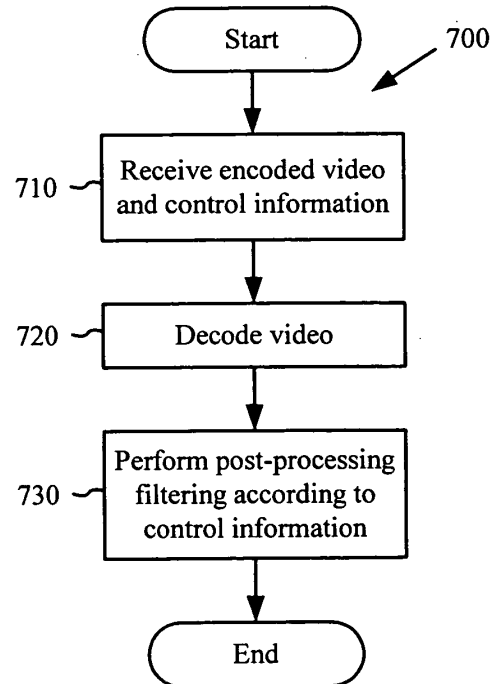 Start
700
710
Receive encoded video
and control information
720
Decode video
730
Perform post-processing
filtering according to
control information
End